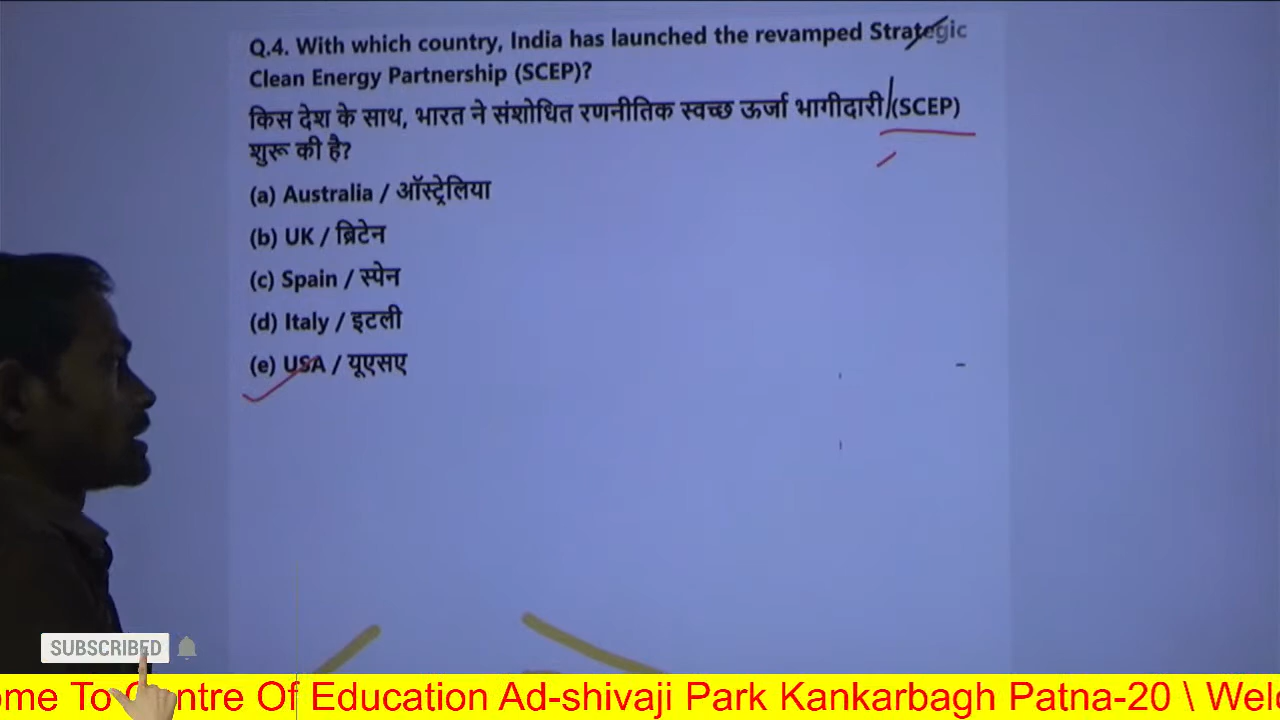 Q.4. With which country, India has launched the revamped Strategic
Clean Energy Partnership (SCEP)?
किस देश के साथ, भारत ने संशोधित रणनीतिक स्वच्छ ऊर्जा भागीदारी (SCEP)
शुरू की है?
(a) Australia / ऑस्ट्रेलिया
(b) UK / ब्रिटेन
(c) Spain / स्पेन
(d) Italy / इटली
(e) USA / यूएसए
SUBSCRIBED
ome To Centre Of Education Ad-shivaji Park Kankarbagh Patna-20 \ Wel